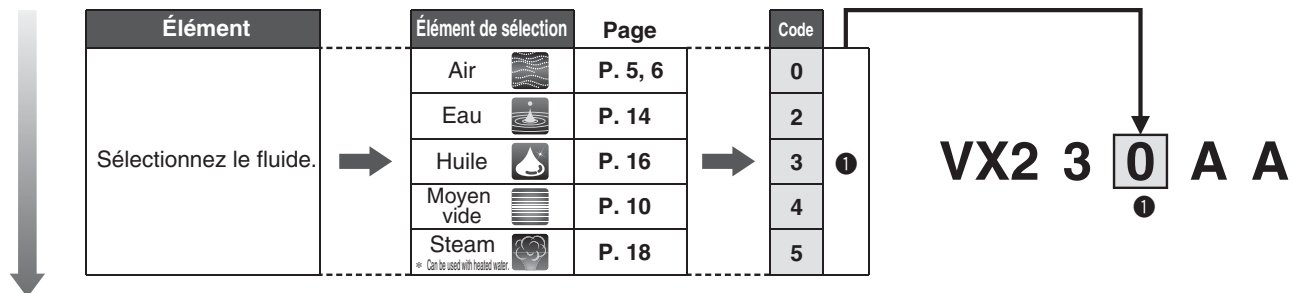 Élément Élément de sélection Page Code
Sélectionnez le fluide.
Air P. 5, 6 0
Eau P. 14 2
Huile P. 16 3 ❶
Moyen
vide P. 10 4
Steam P. 18 5
* Can be used with heated water.
VX2 3 0 A A
❶